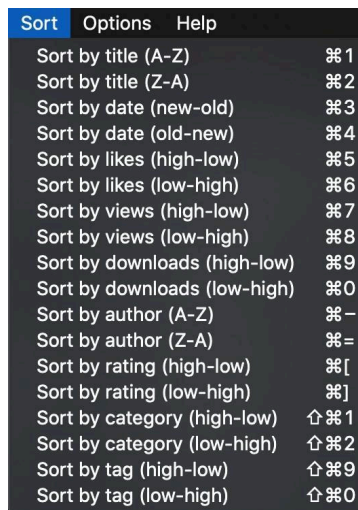 Sort Options Help
Sort by title (A-Z) ⌘1
Sort by title (Z-A) ⌘2
Sort by date (new-old) ⌘3
Sort by date (old-new) ⌘4
Sort by likes (high-low) ⌘5
Sort by likes (low-high) ⌘6
Sort by views (high-low) ⌘7
Sort by views (low-high) ⌘8
Sort by downloads (high-low) ⌘9
Sort by downloads (low-high) ⌘0
Sort by author (A-Z) ⌘−
Sort by author (Z-A) ⌘=
Sort by rating (high-low) ⌘[
Sort by rating (low-high) ⌘]
Sort by category (high-low) ⇧⌘1
Sort by category (low-high) ⇧⌘2
Sort by tag (high-low) ⇧⌘9
Sort by tag (low-high) ⇧⌘0